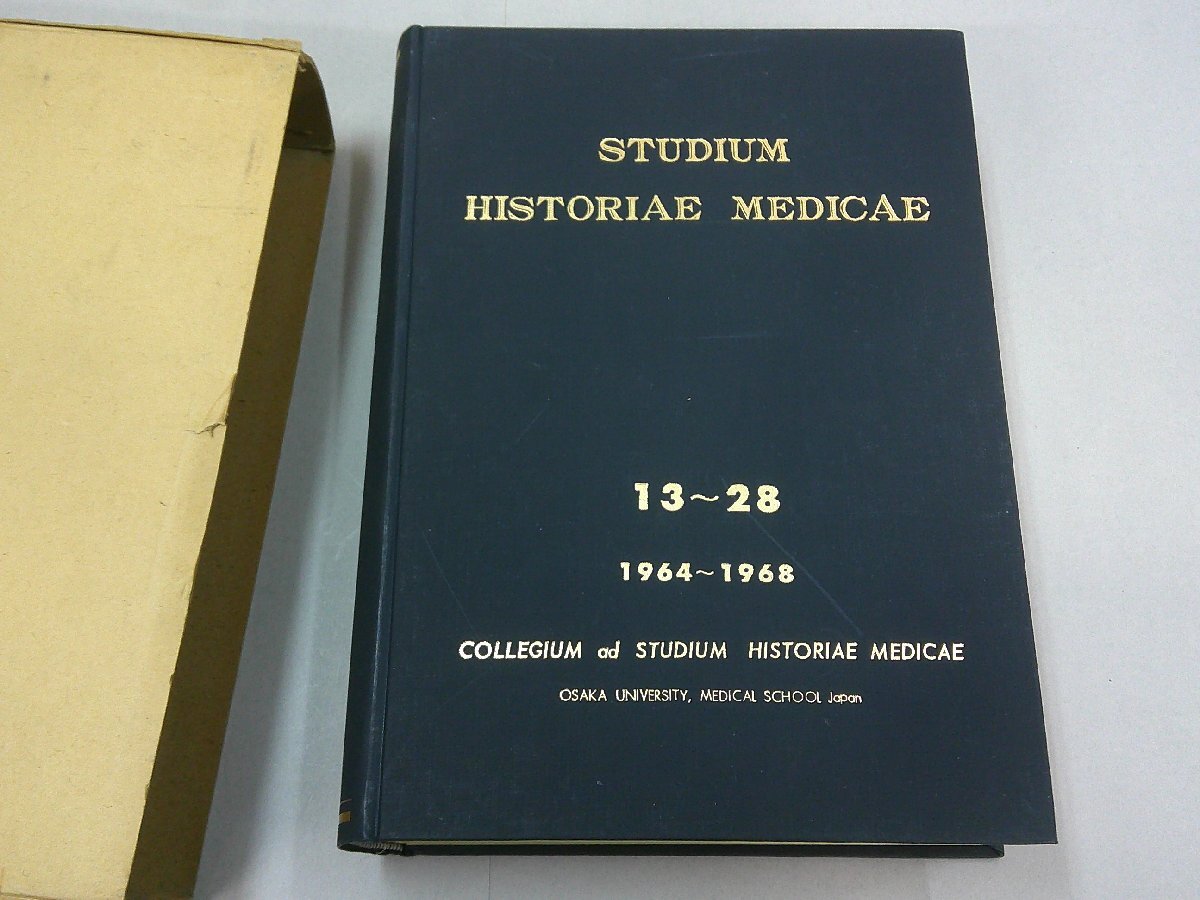 STUDIUM
HISTORIAE MEDICAE
13~28
1964~1968
COLLEGIUM ad STUDIUM HISTORIAE MEDICAE
OSAKA UNIVERSITY, MEDICAL SCHOOL Japan